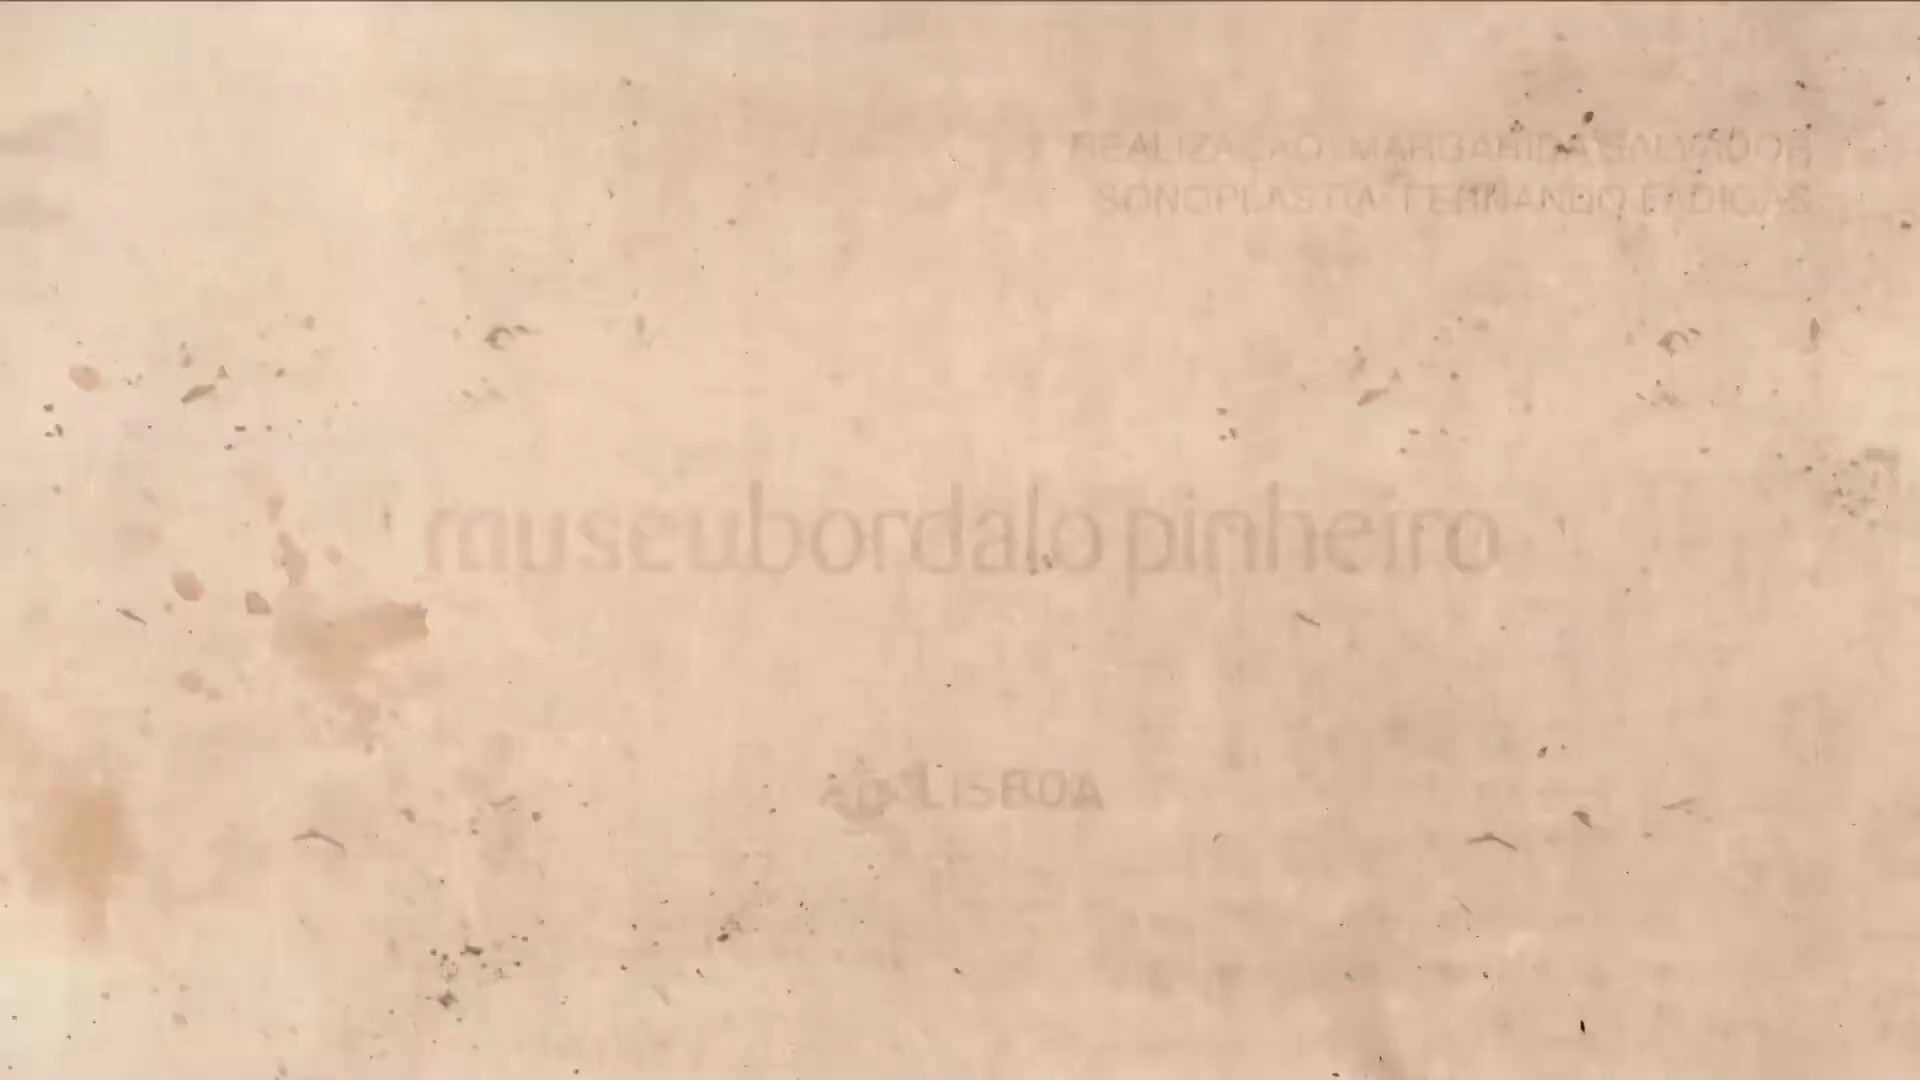 REALIZAÇÃO MARGARIDA SALVADOR
SONOPLASTIA FERNANDO FADIGAS
museubordalo pinheiro
LISBOA